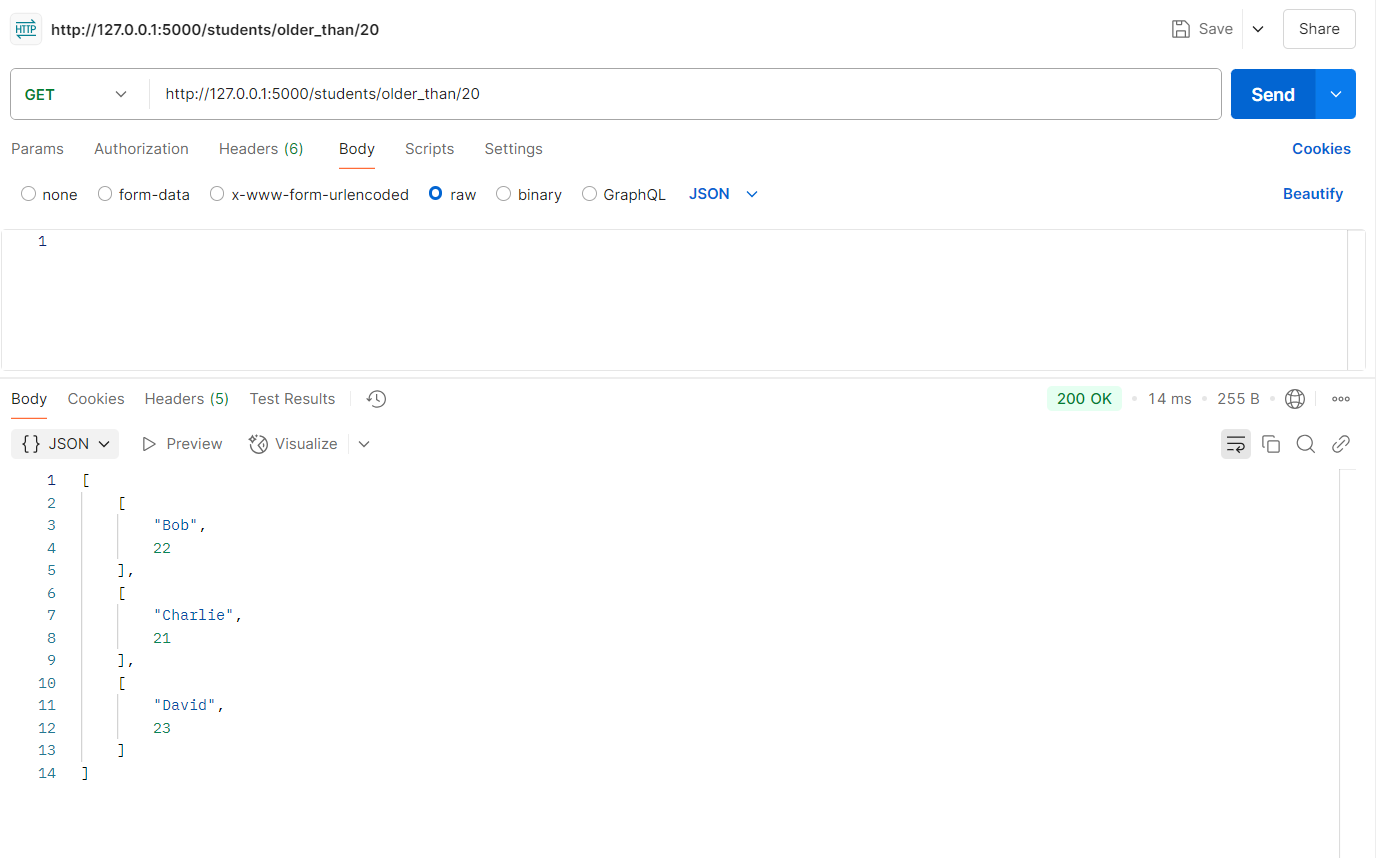 HTTP http://127.0.0.1:5000/students/older_than/20 Save Share
GET http://127.0.0.1:5000/students/older_than/20 Send
Params Authorization Headers (6) Body Scripts Settings Cookies
none form-data x-www-form-urlencoded raw binary GraphQL JSON Beautify
1
Body Cookies Headers (5) Test Results 200 OK • 14 ms • 255 B •
{} JSON Preview Visualize
1 [
2 [
3 "Bob",
4 22
5 ],
6 [
7 "Charlie",
8 21
9 ],
10 [
11 "David",
12 23
13 ]
14 ]